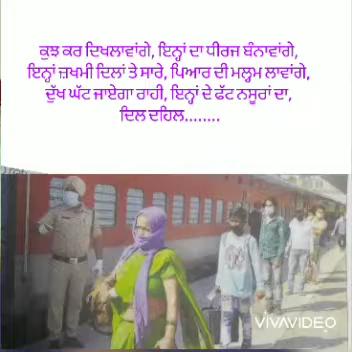 ਕੁਝ ਕਰ ਦਿਖਲਾਵਾਂਗੇ, ਇਨ੍ਹਾਂ ਦਾ ਧੀਰਜ ਬੰਨਾਵਾਂਗੇ,
ਇਨ੍ਹਾਂ ਜ਼ਖਮੀ ਦਿਲਾਂ ਤੇ ਸਾਰੇ, ਪਿਆਰ ਦੀ ਮਲ੍ਹਮ ਲਾਵਾਂਗੇ,
ਦੁੱਖ ਘੱਟ ਜਾਏਗਾ ਰਾਹੀ, ਇਨ੍ਹਾਂ ਦੇ ਫੱਟ ਨਸੂਰਾਂ ਦਾ,
ਦਿਲ ਦਹਿਲ........
VIVAVIDEO